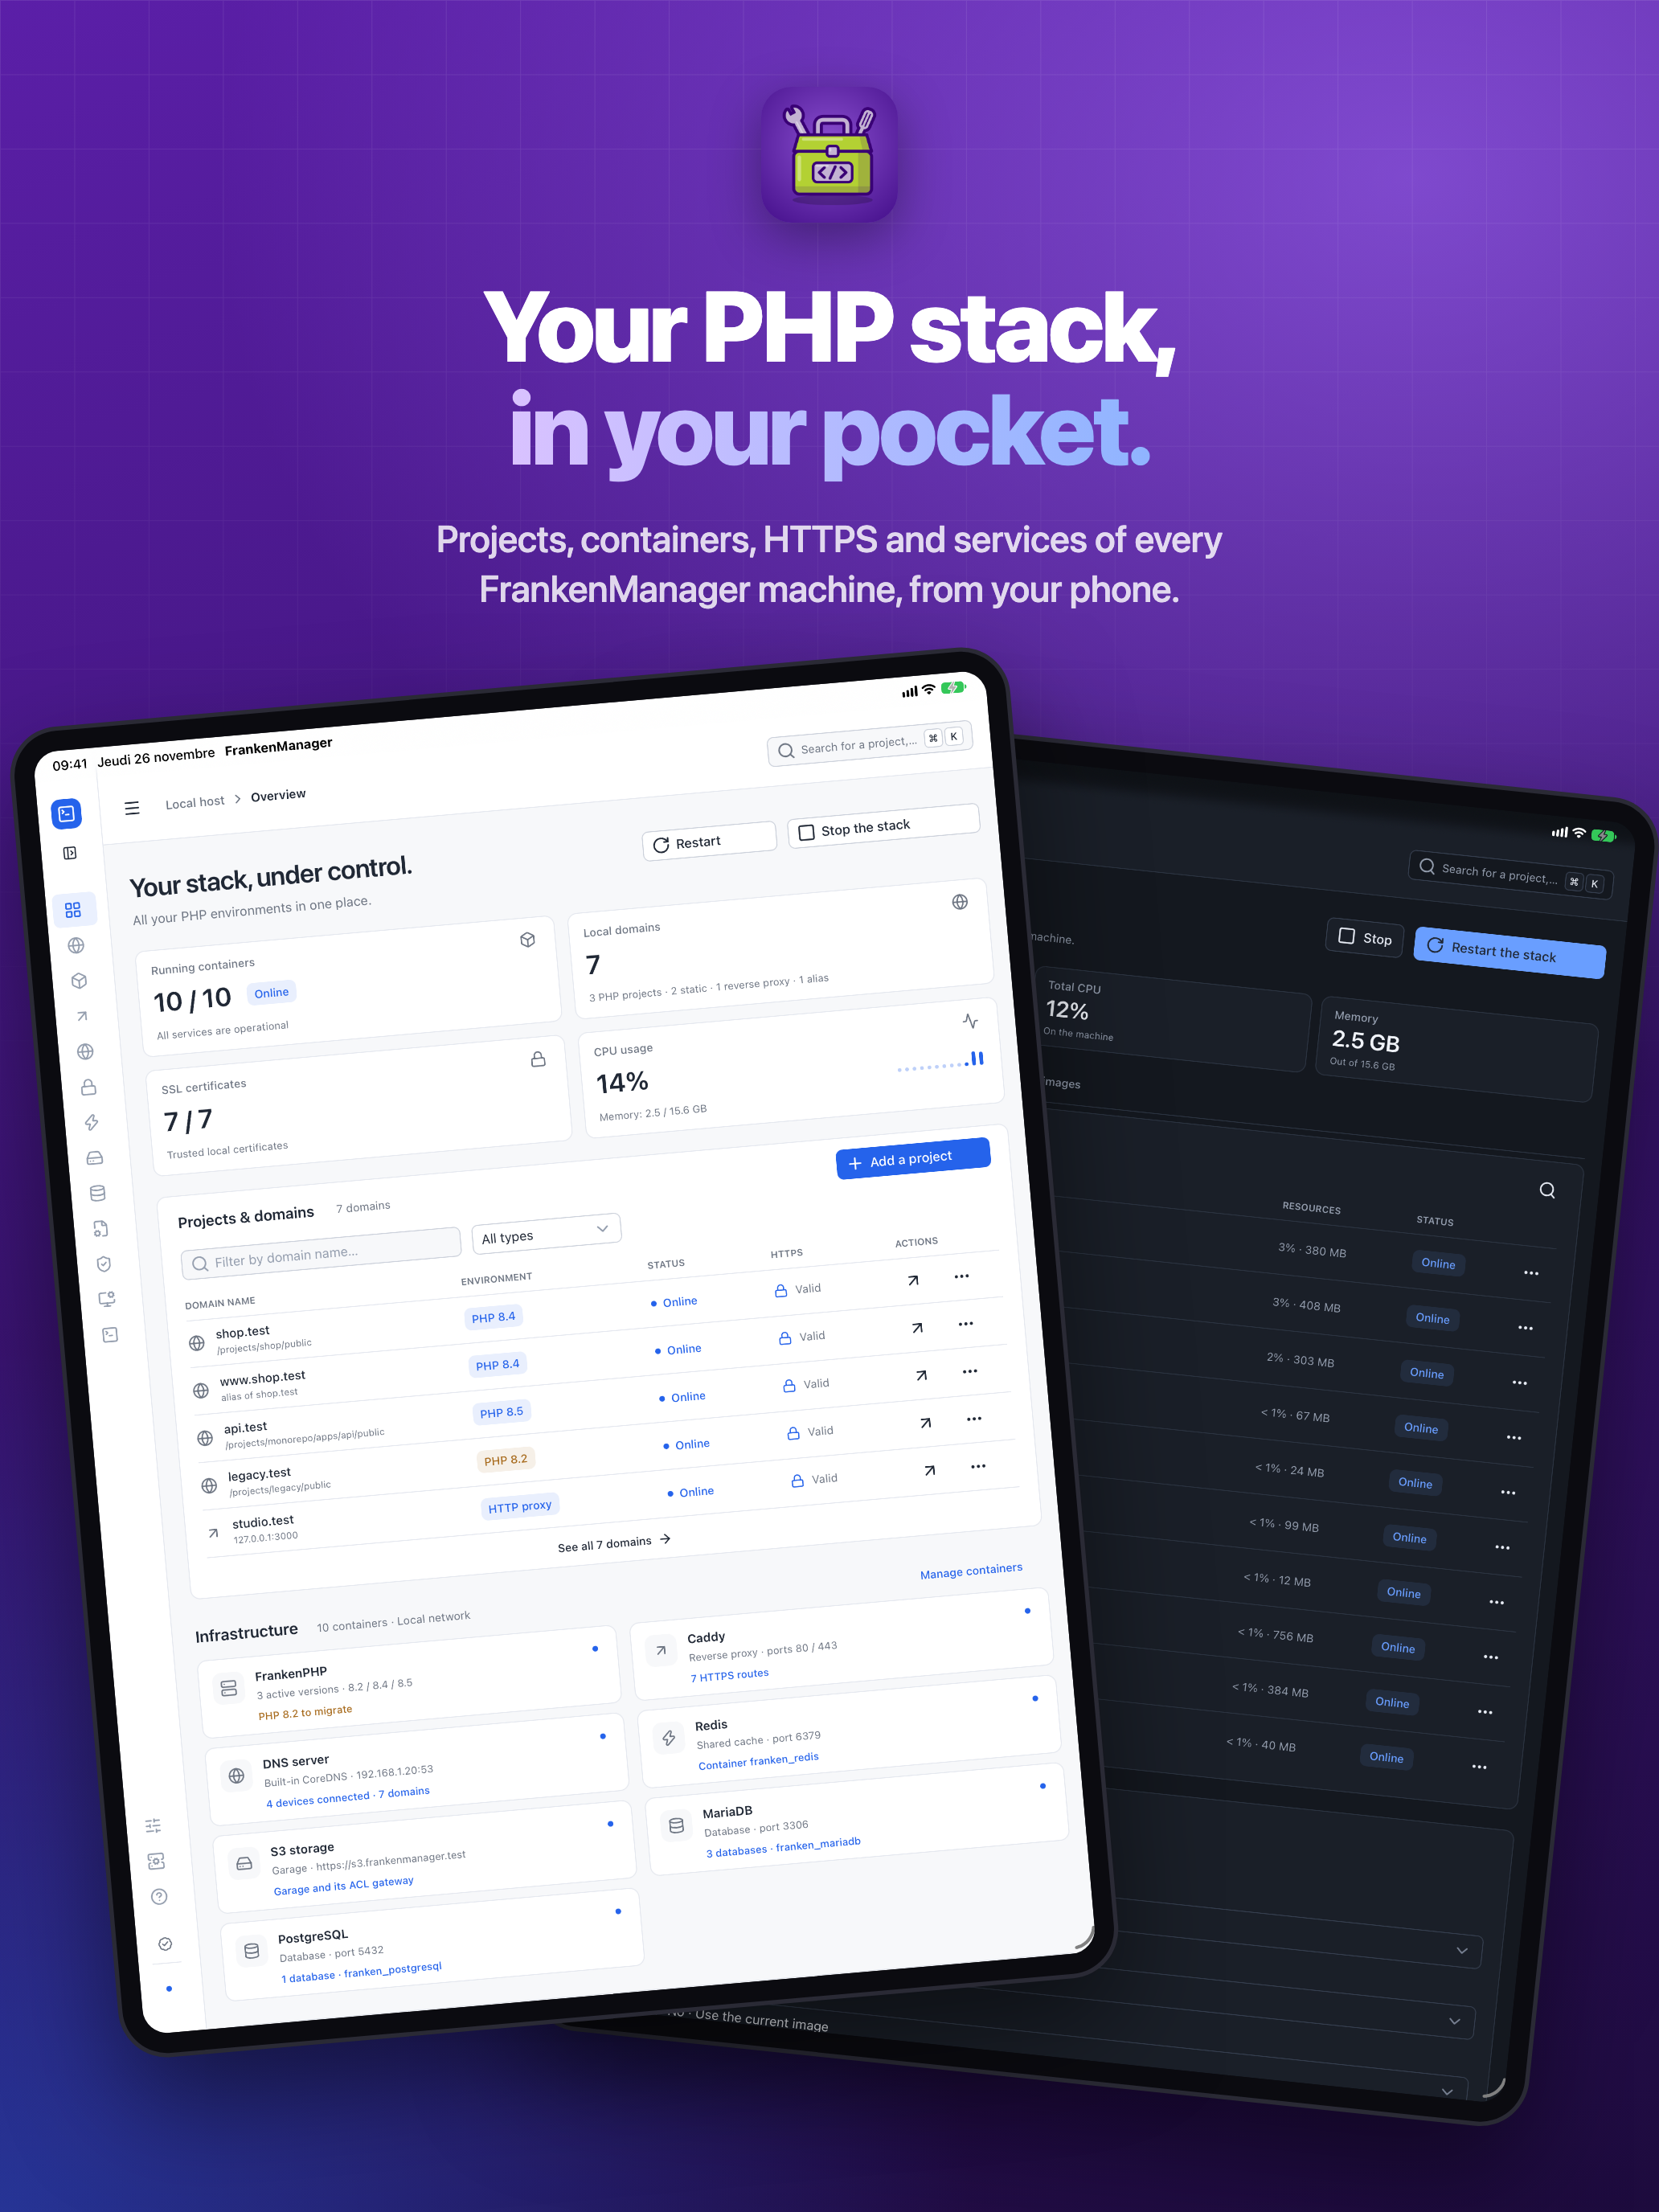 </>
Your PHP stack,
in your pocket.
Projects, containers, HTTPS and services of every
FrankenManager machine, from your phone.
09:41 Jeudi 26 novembre FrankenManager
Local host > Overview
Search for a project,... ⌘ K
Your stack, under control.
All your PHP environments in one place.
Restart
Stop the stack
Running containers
10 / 10 Online
All services are operational
Local domains
7
3 PHP projects · 2 static · 1 reverse proxy · 1 alias
SSL certificates
7 / 7
Trusted local certificates
CPU usage
14%
Memory: 2.5 / 15.6 GB
Projects & domains 7 domains
+ Add a project
Filter by domain name...
All types
DOMAIN NAME ENVIRONMENT STATUS HTTPS ACTIONS
shop.test PHP 8.4 Online Valid
/projects/shop/public
www.shop.test PHP 8.4 Online Valid
alias of shop.test
api.test PHP 8.5 Online Valid
/projects/monorepo/apps/api/public
legacy.test PHP 8.2 Online Valid
/projects/legacy/public
studio.test HTTP proxy Online Valid
127.0.0.1:3000
See all 7 domains →
Infrastructure 10 containers · Local network
Manage containers
FrankenPHP
3 active versions · 8.2 / 8.4 / 8.5
PHP 8.2 to migrate
Caddy
Reverse proxy · ports 80 / 443
7 HTTPS routes
DNS server
Built-in CoreDNS · 192.168.1.20:53
4 devices connected · 7 domains
Redis
Shared cache · port 6379
Container franken_redis
S3 storage
Garage · https://s3.frankenmanager.test
Garage and its ACL gateway
MariaDB
Database · port 3306
3 databases · franken_mariadb
PostgreSQL
Database · port 5432
1 database · franken_postgresql
Search for a project,... ⌘ K
machine.
Stop
Restart the stack
Total CPU
12%
On the machine
Memory
2.5 GB
Out of 15.6 GB
images
RESOURCES STATUS
3% · 380 MB Online
3% · 408 MB Online
2% · 303 MB Online
< 1% · 67 MB Online
< 1% · 24 MB Online
< 1% · 99 MB Online
< 1% · 12 MB Online
< 1% · 756 MB Online
< 1% · 384 MB Online
< 1% · 40 MB Online
No · Use the current image